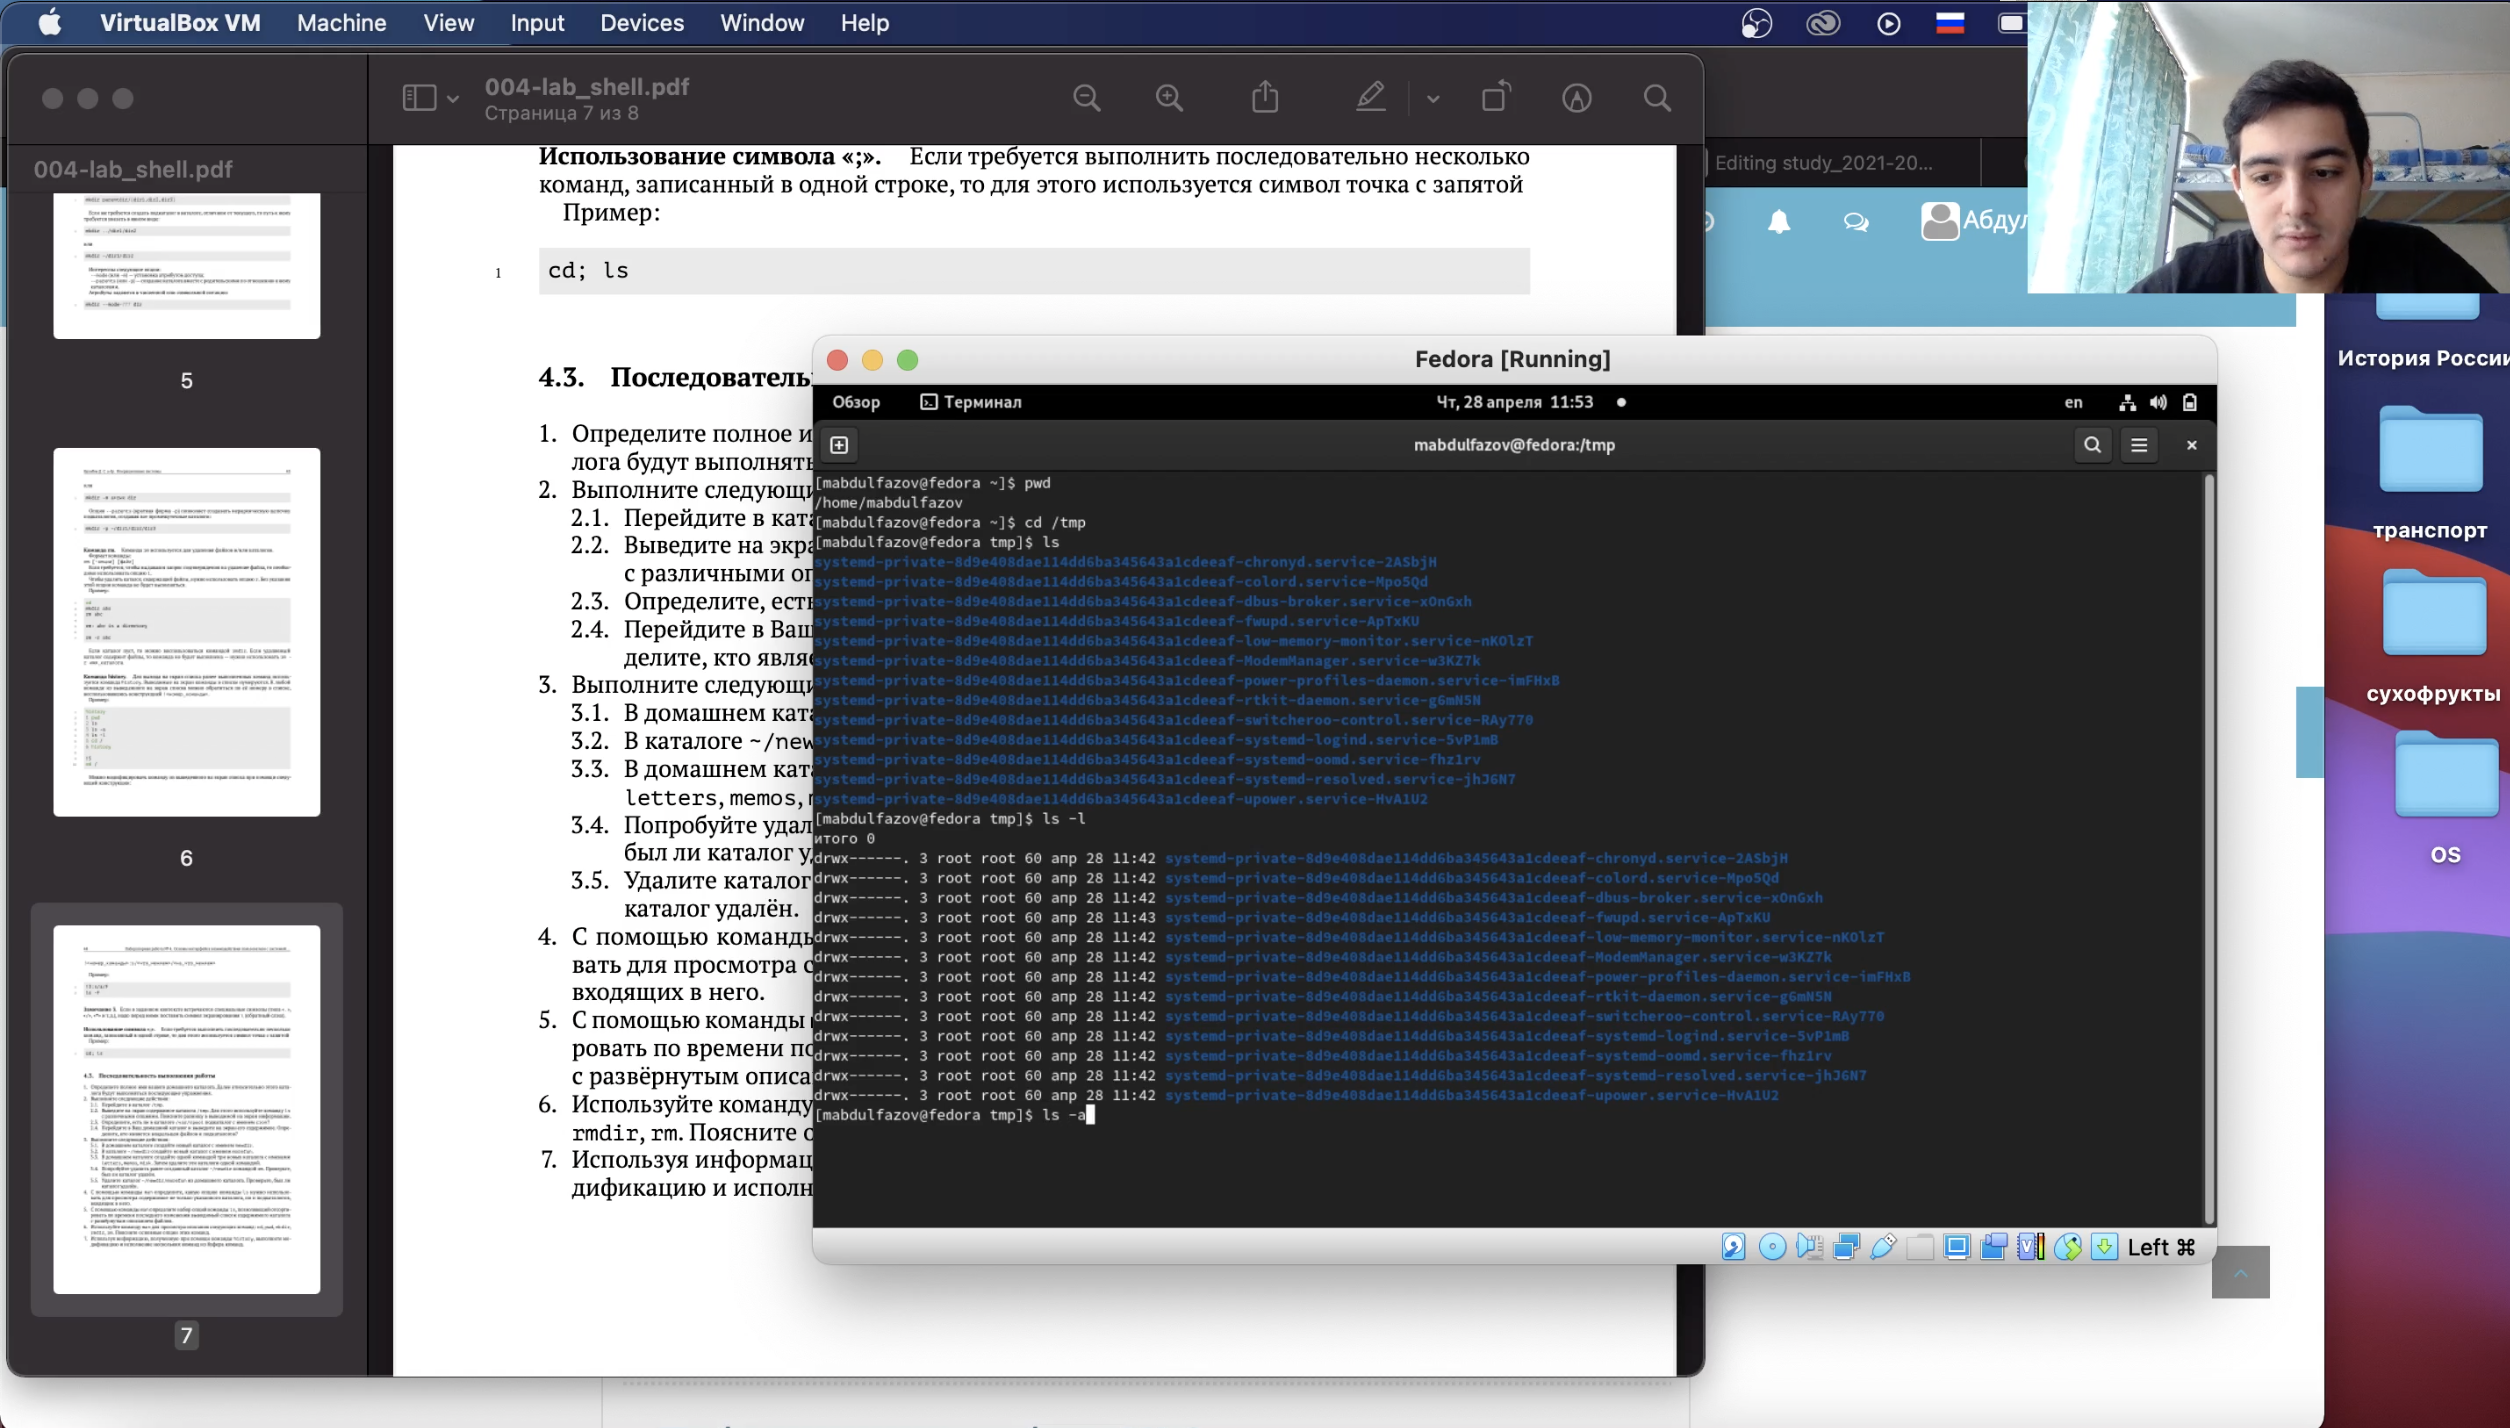 VirtualBox VM Machine View Input Devices Window Help
004-lab_shell.pdf
Страница 7 из 8
004-lab_shell.pdf
5
6
7
Использование символа «;». Если требуется выполнить последовательно несколько
команд, записанный в одной строке, то для этого используется символ точка с запятой
Пример:
1 cd; ls
4.3. Последователь
1. Определите полное и
лога будут выполнять
2. Выполните следующи
2.1. Перейдите в ката
2.2. Выведите на экра
с различными оп
2.3. Определите, есть
2.4. Перейдите в Ваш
делите, кто являе
3. Выполните следующи
3.1. В домашнем ката
3.2. В каталоге ~/new
3.3. В домашнем ката
letters, memos,
3.4. Попробуйте удал
был ли каталог у
3.5. Удалите каталог
каталог удалён.
4. С помощью команды
вать для просмотра с
входящих в него.
5. С помощью команды
ровать по времени по
с развёрнутым описа
6. Используйте команду
rmdir, rm. Поясните о
7. Используя информац
дификацию и исполн
Editing study_2021-20...
Абдул
Fedora [Running]
Обзор Терминал Чт, 28 апреля 11:53 en
mabdulfazov@fedora:/tmp
[mabdulfazov@fedora ~]$ pwd
/home/mabdulfazov
[mabdulfazov@fedora ~]$ cd /tmp
[mabdulfazov@fedora tmp]$ ls
systemd-private-8d9e408dae114dd6ba345643a1cdeeaf-chronyd.service-2ASbjH
systemd-private-8d9e408dae114dd6ba345643a1cdeeaf-colord.service-Mpo5Qd
systemd-private-8d9e408dae114dd6ba345643a1cdeeaf-dbus-broker.service-xOnGxh
systemd-private-8d9e408dae114dd6ba345643a1cdeeaf-fwupd.service-ApTxKU
systemd-private-8d9e408dae114dd6ba345643a1cdeeaf-low-memory-monitor.service-nKOlzT
systemd-private-8d9e408dae114dd6ba345643a1cdeeaf-ModemManager.service-w3KZ7k
systemd-private-8d9e408dae114dd6ba345643a1cdeeaf-power-profiles-daemon.service-imFHxB
systemd-private-8d9e408dae114dd6ba345643a1cdeeaf-rtkit-daemon.service-g6mN5N
systemd-private-8d9e408dae114dd6ba345643a1cdeeaf-switcheroo-control.service-RAy770
systemd-private-8d9e408dae114dd6ba345643a1cdeeaf-systemd-logind.service-5vP1mB
systemd-private-8d9e408dae114dd6ba345643a1cdeeaf-systemd-oomd.service-fhz1rv
systemd-private-8d9e408dae114dd6ba345643a1cdeeaf-systemd-resolved.service-jhJ6N7
systemd-private-8d9e408dae114dd6ba345643a1cdeeaf-upower.service-HvA1U2
[mabdulfazov@fedora tmp]$ ls -l
итого 0
drwx------. 3 root root 60 апр 28 11:42 systemd-private-8d9e408dae114dd6ba345643a1cdeeaf-chronyd.service-2ASbjH
drwx------. 3 root root 60 апр 28 11:42 systemd-private-8d9e408dae114dd6ba345643a1cdeeaf-colord.service-Mpo5Qd
drwx------. 3 root root 60 апр 28 11:42 systemd-private-8d9e408dae114dd6ba345643a1cdeeaf-dbus-broker.service-xOnGxh
drwx------. 3 root root 60 апр 28 11:43 systemd-private-8d9e408dae114dd6ba345643a1cdeeaf-fwupd.service-ApTxKU
drwx------. 3 root root 60 апр 28 11:42 systemd-private-8d9e408dae114dd6ba345643a1cdeeaf-low-memory-monitor.service-nKOlzT
drwx------. 3 root root 60 апр 28 11:42 systemd-private-8d9e408dae114dd6ba345643a1cdeeaf-ModemManager.service-w3KZ7k
drwx------. 3 root root 60 апр 28 11:42 systemd-private-8d9e408dae114dd6ba345643a1cdeeaf-power-profiles-daemon.service-imFHxB
drwx------. 3 root root 60 апр 28 11:42 systemd-private-8d9e408dae114dd6ba345643a1cdeeaf-rtkit-daemon.service-g6mN5N
drwx------. 3 root root 60 апр 28 11:42 systemd-private-8d9e408dae114dd6ba345643a1cdeeaf-switcheroo-control.service-RAy770
drwx------. 3 root root 60 апр 28 11:42 systemd-private-8d9e408dae114dd6ba345643a1cdeeaf-systemd-logind.service-5vP1mB
drwx------. 3 root root 60 апр 28 11:42 systemd-private-8d9e408dae114dd6ba345643a1cdeeaf-systemd-oomd.service-fhz1rv
drwx------. 3 root root 60 апр 28 11:42 systemd-private-8d9e408dae114dd6ba345643a1cdeeaf-systemd-resolved.service-jhJ6N7
drwx------. 3 root root 60 апр 28 11:42 systemd-private-8d9e408dae114dd6ba345643a1cdeeaf-upower.service-HvA1U2
[mabdulfazov@fedora tmp]$ ls -a
Left ⌘
История России
транспорт
сухофрукты
OS